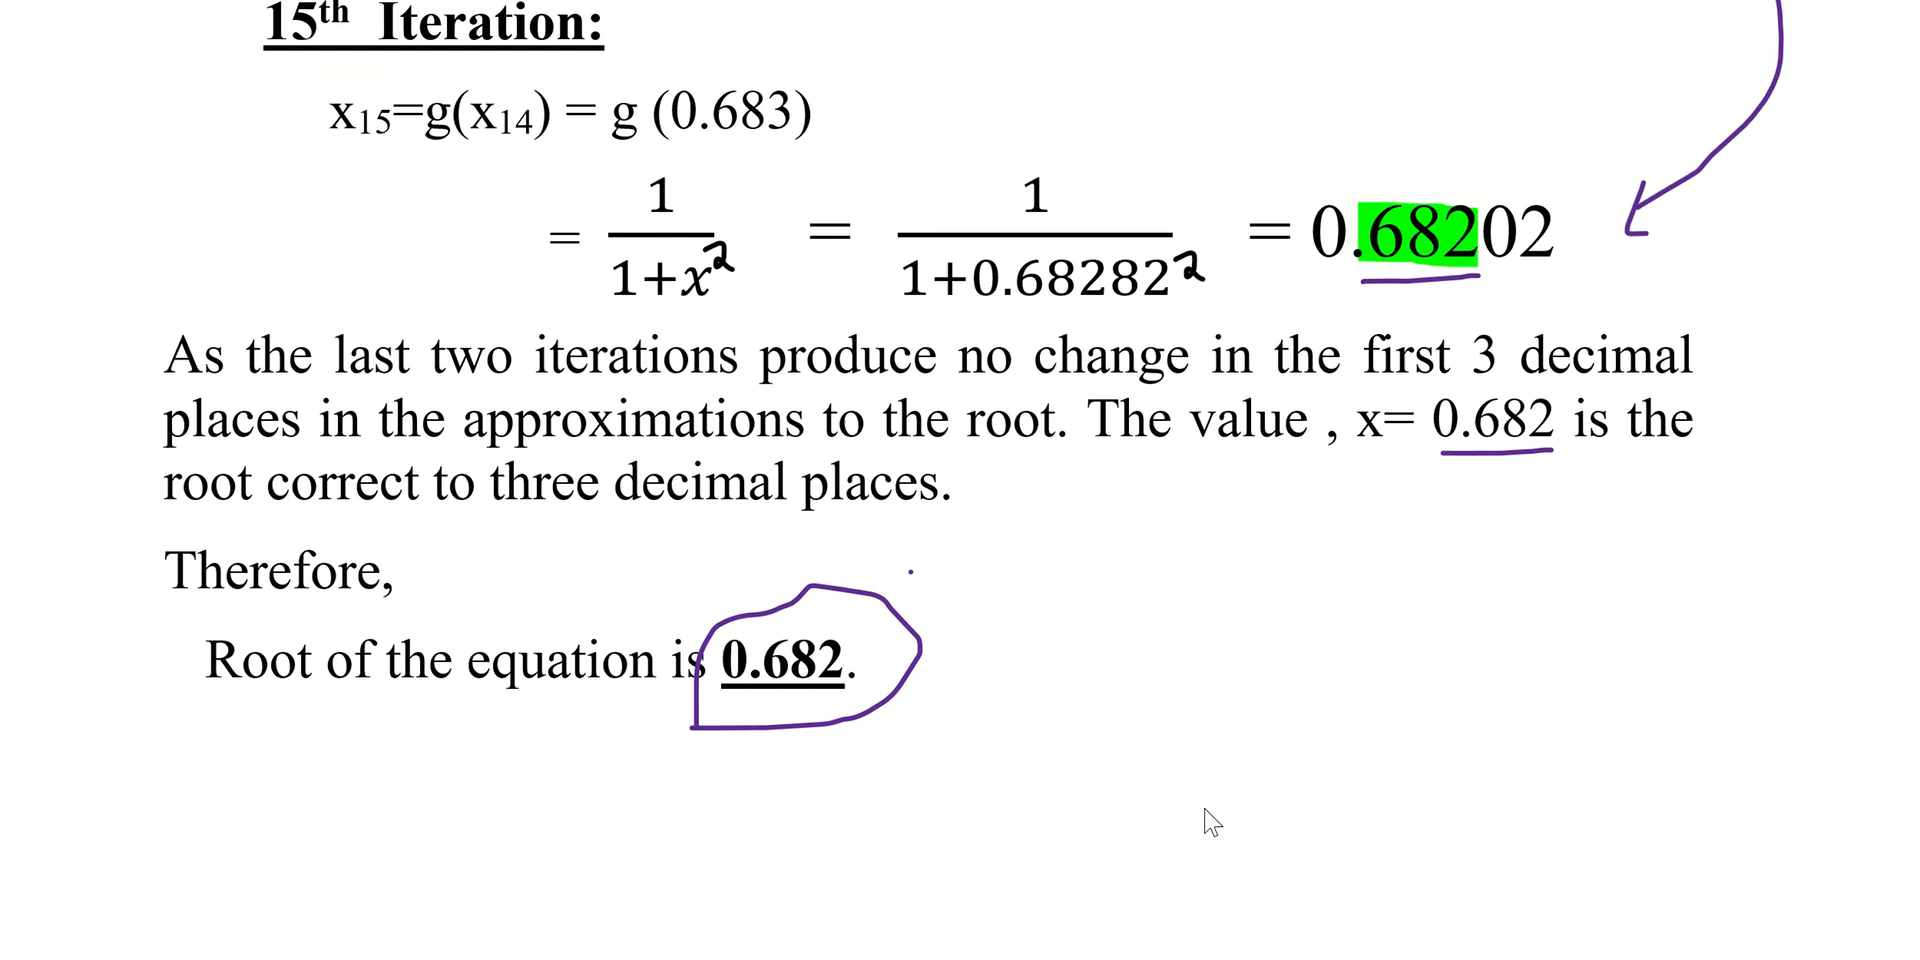 15th Iteration:
x15=g(x14) = g (0.683)
= 1/(1+x²) = 1/(1+0.68282²) = 0.68202
As the last two iterations produce no change in the first 3 decimal
places in the approximations to the root. The value , x= 0.682 is the
root correct to three decimal places.
Therefore,
Root of the equation is 0.682.